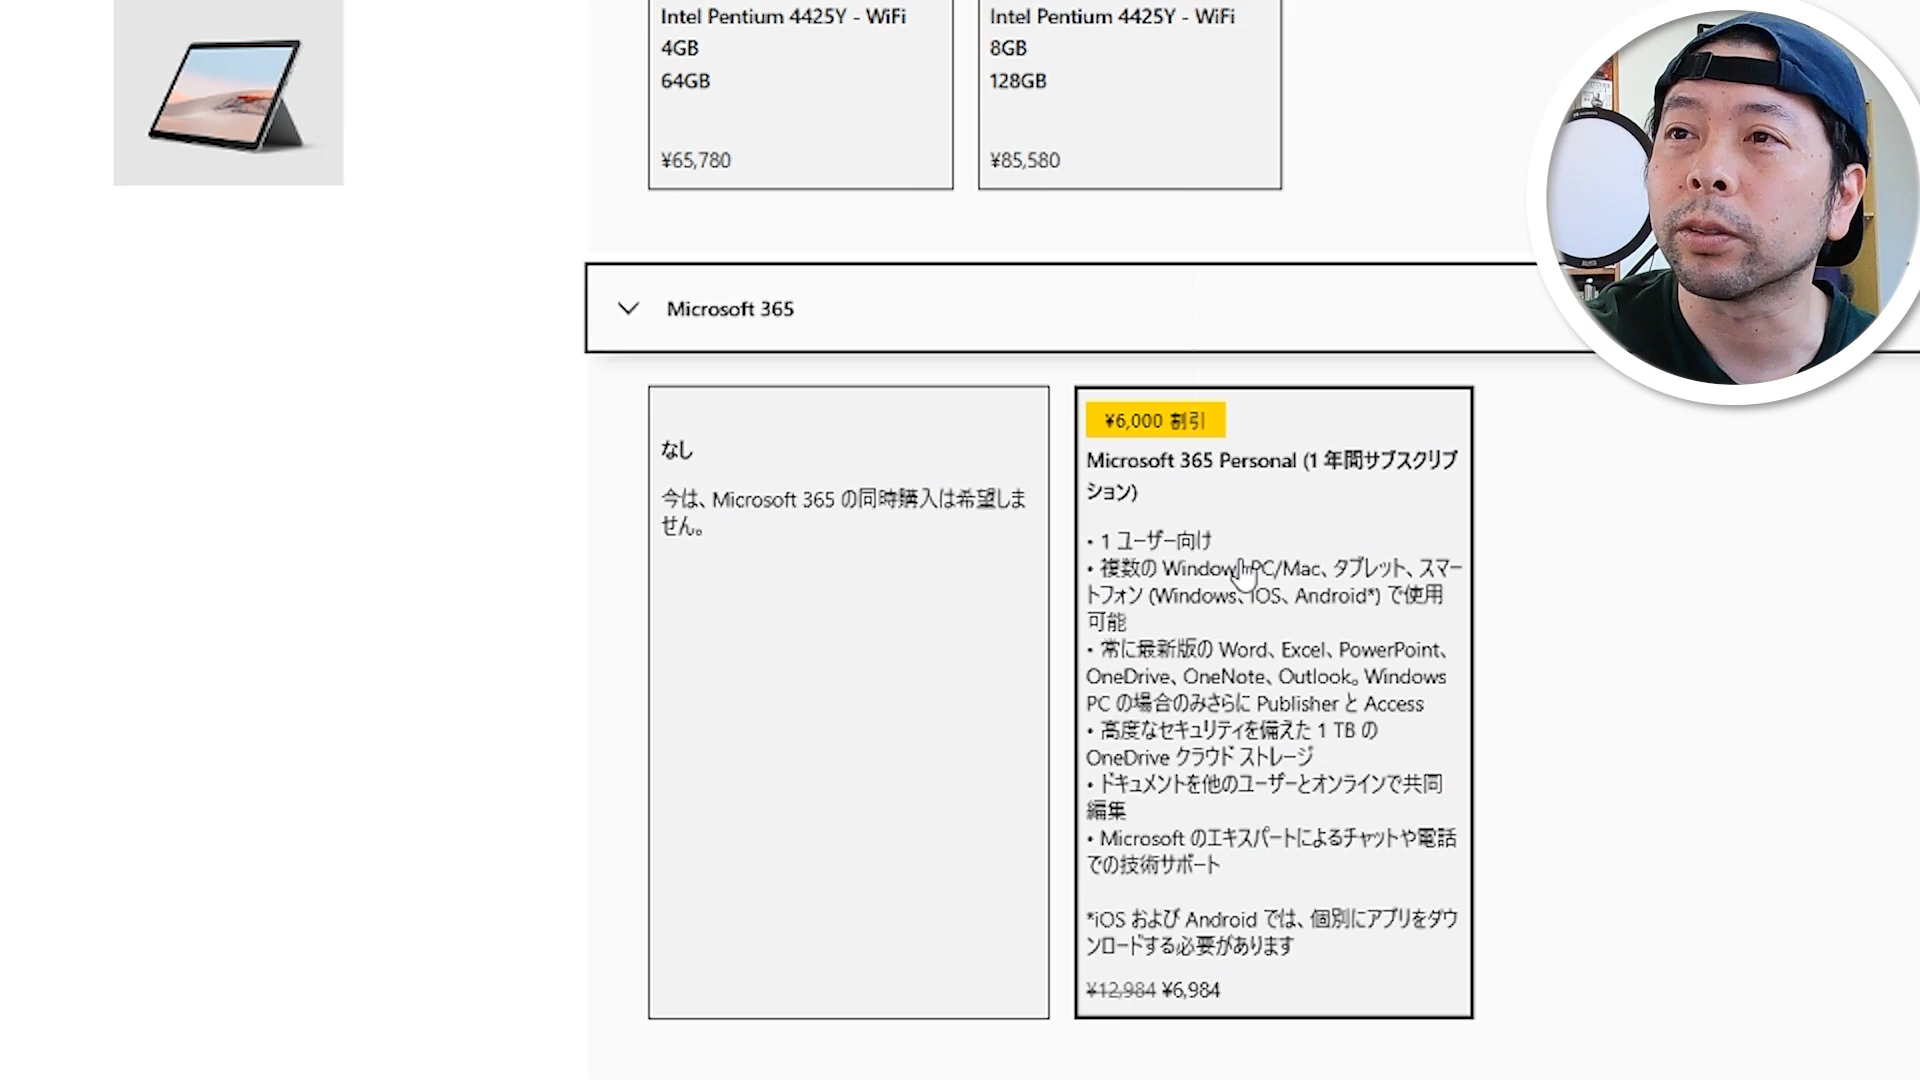 Intel Pentium 4425Y - WiFi
4GB
64GB
¥65,780
Intel Pentium 4425Y - WiFi
8GB
128GB
¥85,580
Microsoft 365
なし
今は、Microsoft 365 の同時購入は希望しま
せん。
¥6,000 割引
Microsoft 365 Personal (1 年間サブスクリプ
ション)
• 1 ユーザー向け
• 複数の Window PC/Mac、タブレット、スマー
トフォン (Windows、iOS、Android*) で使用
可能
• 常に最新版の Word、Excel、PowerPoint、
OneDrive、OneNote、Outlook。Windows
PC の場合のみさらに Publisher と Access
• 高度なセキュリティを備えた 1 TB の
OneDrive クラウド ストレージ
• ドキュメントを他のユーザーとオンラインで共同
編集
• Microsoft のエキスパートによるチャットや電話
での技術サポート
*iOS および Android では、個別にアプリをダウ
ンロードする必要があります
¥12,984 ¥6,984